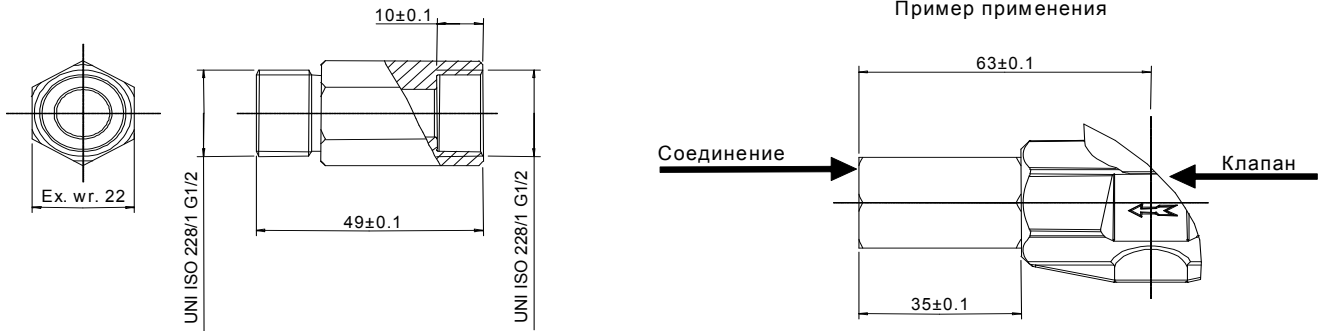 10±0.1
Ex. wr. 22
UNI ISO 228/1 G1/2
49±0.1
UNI ISO 228/1 G1/2
Пример применения
63±0.1
Соединение
Клапан
35±0.1